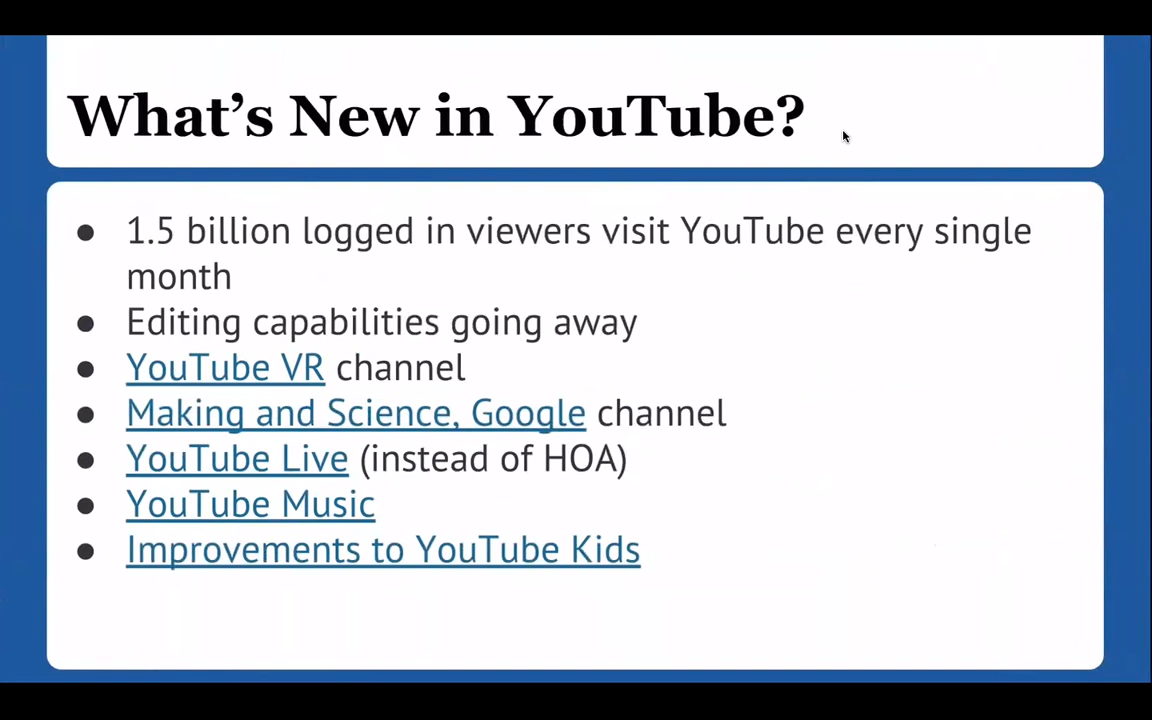 What's New in YouTube?
● 1.5 billion logged in viewers visit YouTube every single
month
● Editing capabilities going away
● YouTube VR channel
● Making and Science, Google channel
● YouTube Live (instead of HOA)
● YouTube Music
● Improvements to YouTube Kids